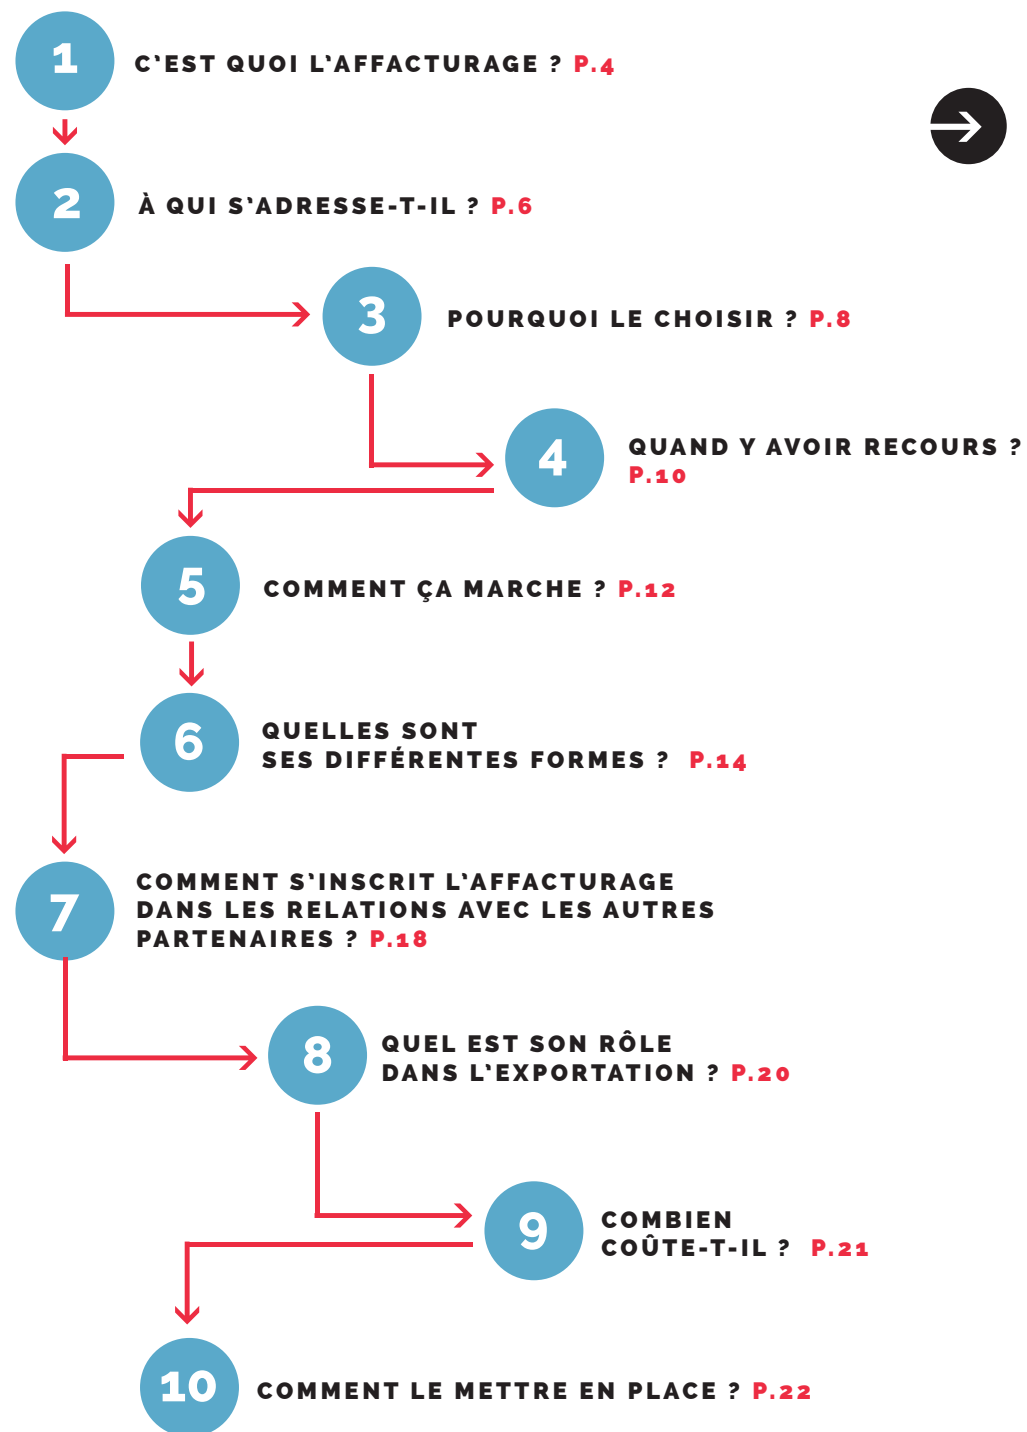 1
C'EST QUOI L'AFFACTURAGE ? P.4
2
À QUI S'ADRESSE-T-IL ? P.6
3
POURQUOI LE CHOISIR ? P.8
4
QUAND Y AVOIR RECOURS ?
P.10
5
COMMENT ÇA MARCHE ? P.12
6
QUELLES SONT
SES DIFFÉRENTES FORMES ? P.14
7
COMMENT S'INSCRIT L'AFFACTURAGE
DANS LES RELATIONS AVEC LES AUTRES
PARTENAIRES ? P.18
8
QUEL EST SON RÔLE
DANS L'EXPORTATION ? P.20
9
COMBIEN
COÛTE-T-IL ? P.21
10
COMMENT LE METTRE EN PLACE ? P.22